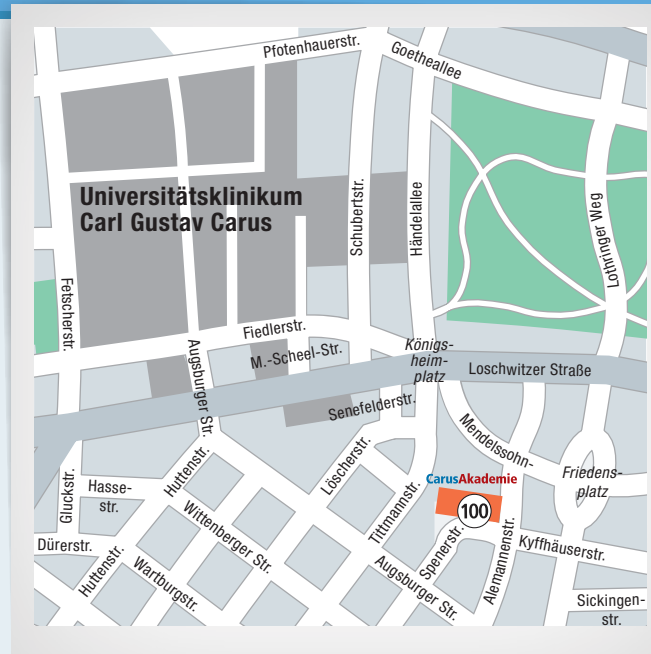 Pfotenhauerstr.
Goetheallee
Universitätsklinikum
Carl Gustav Carus
Schubertstr.
Händelallee
Lothringer Weg
Fetscherstr.
Fiedlerstr.
Augsburger Str.
M.-Scheel-Str.
Königs-
heim-
platz
Loschwitzer Straße
Senefelderstr.
Mendelssohn-
Löscherstr.
Huttenstr.
Friedens-
platz
CarusAkademie
100
Hasse-
str.
Gluckstr.
Tittmannstr.
Wittenberger Str.
Spenerstr.
Alemannenstr.
Kyffhäuserstr.
Dürerstr.
Huttenstr.
Wartburgstr.
Augsburger Str.
Sickingen-
str.